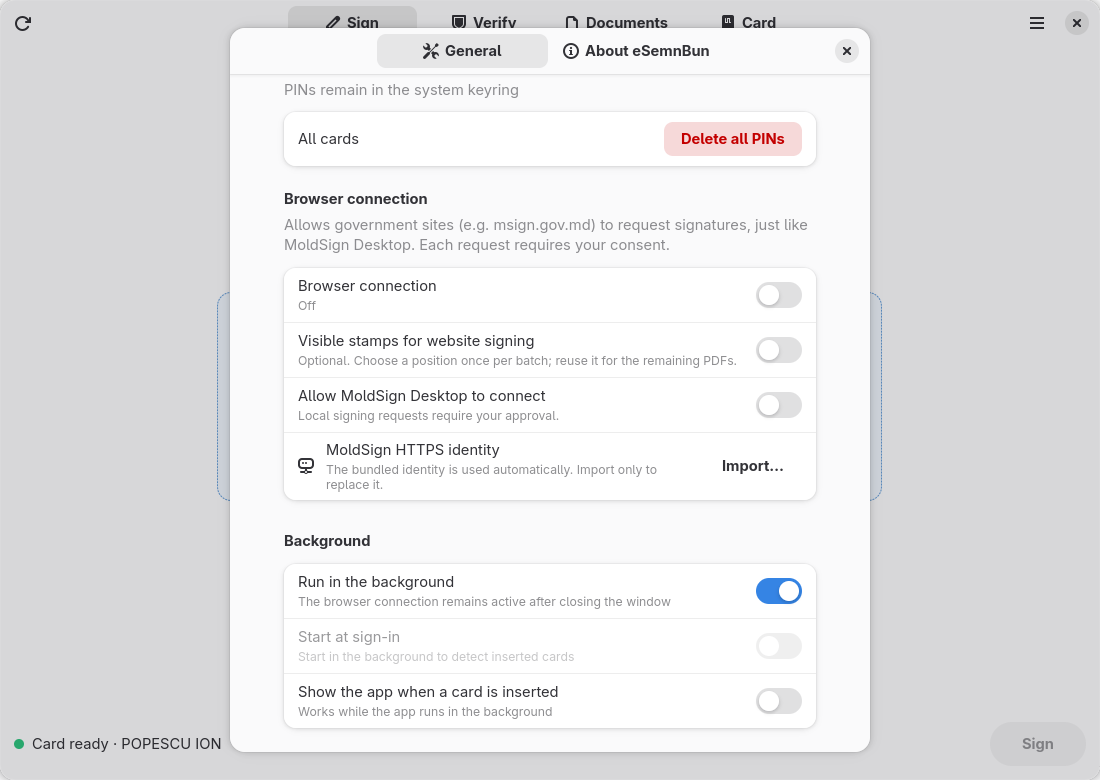 Sign
Verify
Documents
Card
General
About eSemnBun
PINs remain in the system keyring
All cards
Delete all PINs
Browser connection
Allows government sites (e.g. msign.gov.md) to request signatures, just like
MoldSign Desktop. Each request requires your consent.
Browser connection
Off
Visible stamps for website signing
Optional. Choose a position once per batch; reuse it for the remaining PDFs.
Allow MoldSign Desktop to connect
Local signing requests require your approval.
MoldSign HTTPS identity
The bundled identity is used automatically. Import only to
replace it.
Import...
Background
Run in the background
The browser connection remains active after closing the window
Start at sign-in
Start in the background to detect inserted cards
Show the app when a card is inserted
Works while the app runs in the background
Card ready · POPESCU ION
Sign